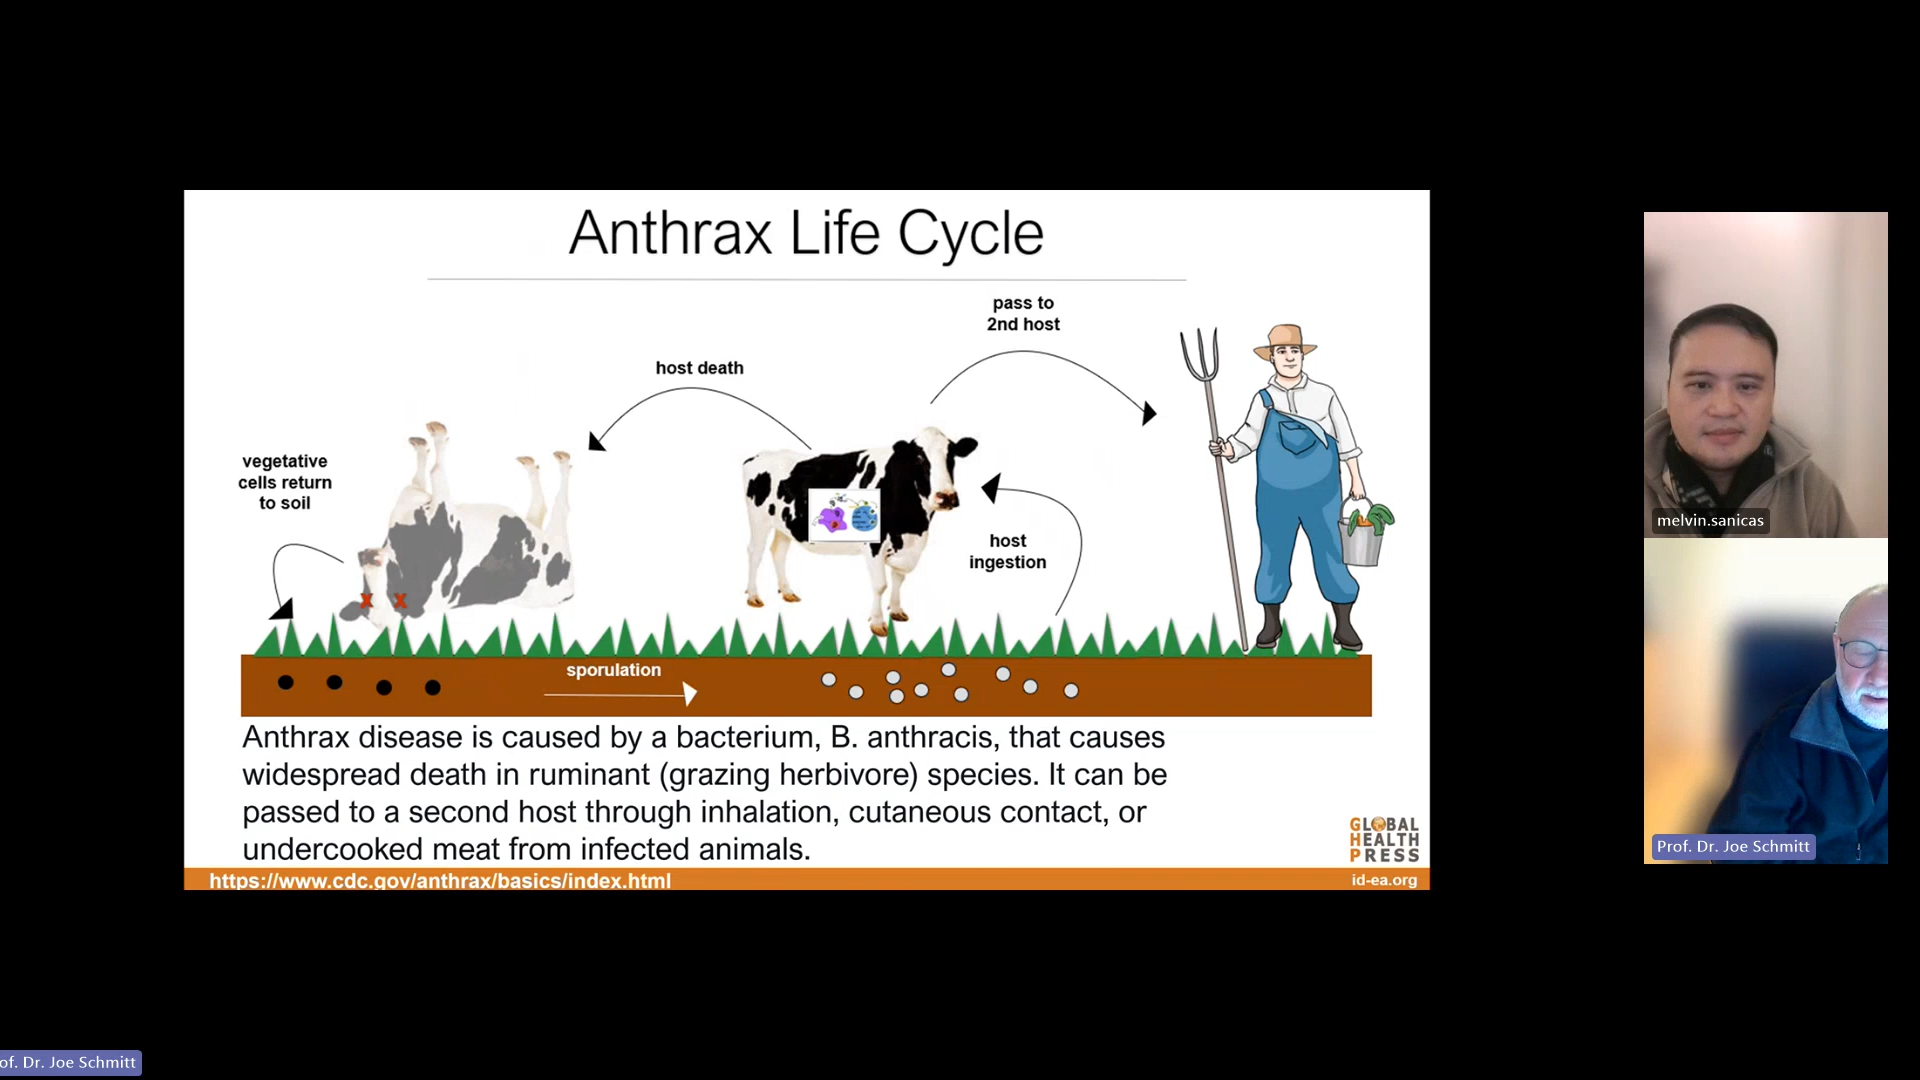 Anthrax Life Cycle
pass to
2nd host
host death
vegetative
cells return
to soil
host
ingestion
X X
sporulation
Anthrax disease is caused by a bacterium, B. anthracis, that causes
widespread death in ruminant (grazing herbivore) species. It can be
passed to a second host through inhalation, cutaneous contact, or
undercooked meat from infected animals.
GLOBAL
HEALTH
PRESS
https://www.cdc.gov/anthrax/basics/index.html
id-ea.org
melvin.sanicas
Prof. Dr. Joe Schmitt
of. Dr. Joe Schmitt